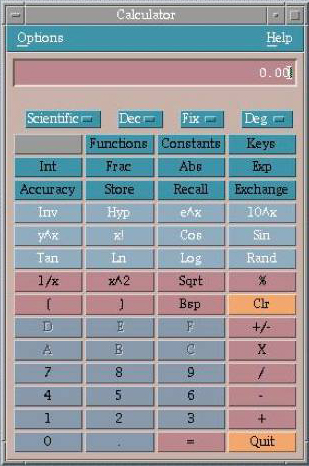 Calculator
Options Help
0.00
Scientific Dec Fix Deg
Functions Constants Keys
Int Frac Abs Exp
Accuracy Store Recall Exchange
Inv Hyp e^x 10^x
y^x x! Cos Sin
Tan Ln Log Rand
1/x x^2 Sqrt %
( ) Bsp Clr
D E F +/-
A B C X
7 8 9 /
4 5 6 -
1 2 3 +
0 . = Quit